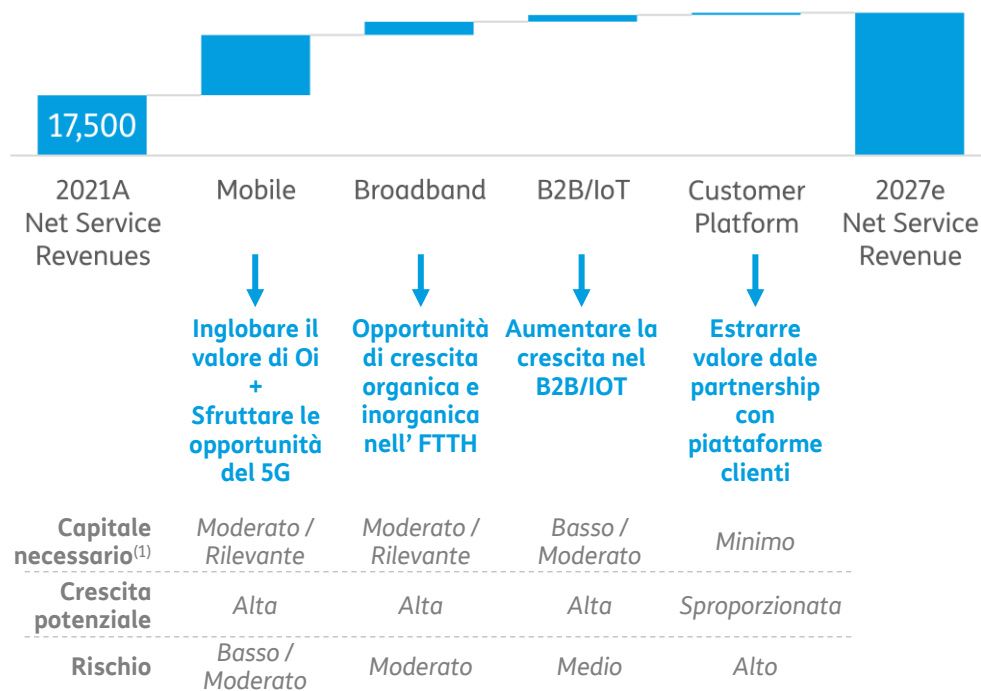 17,500
2021A
Net Service
Revenues
Mobile
Broadband
B2B/IoT
Customer
Platform
2027e
Net Service
Revenue
Inglobare il
valore di Oi
+
Sfruttare le
opportunità
del 5G
Opportunità
di crescita
organica e
inorganica
nell’ FTTH
Aumentare la
crescita nel
B2B/IOT
Estrarre
valore dale
partnership
con
piattaforme
clienti
Capitale
necessario(1)
Moderato /
Rilevante
Moderato /
Rilevante
Basso /
Moderato
Minimo
Crescita
potenziale
Alta
Alta
Alta
Sproporzionata
Rischio
Basso /
Moderato
Moderato
Medio
Alto